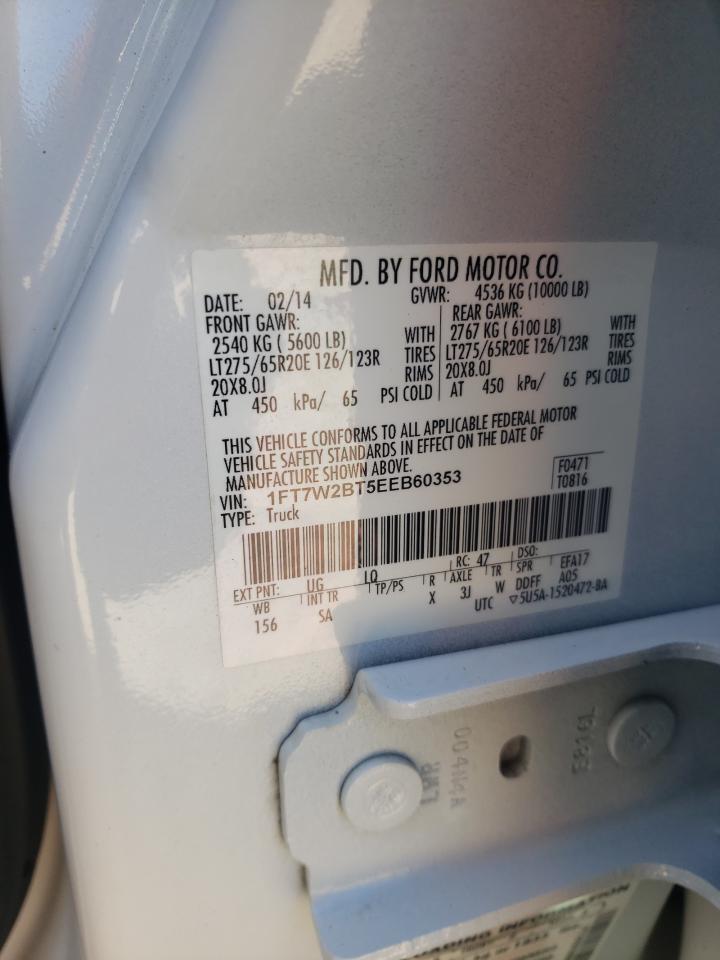 MFD. BY FORD MOTOR CO.
DATE: 02/14 GVWR: 4536 KG (10000 LB)
FRONT GAWR: REAR GAWR:
2540 KG ( 5600 LB) WITH 2767 KG ( 6100 LB) WITH
LT275/65R20E 126/123R TIRES LT275/65R20E 126/123R TIRES
20X8.0J RIMS 20X8.0J RIMS
AT 450 kPa/ 65 PSI COLD AT 450 kPa/ 65 PSI COLD
THIS VEHICLE CONFORMS TO ALL APPLICABLE FEDERAL MOTOR
VEHICLE SAFETY STANDARDS IN EFFECT ON THE DATE OF
MANUFACTURE SHOWN ABOVE.
VIN: 1FT7W2BT5EEB60353 F0471
TYPE: Truck T0816
EXT PNT: UG LQ RC: 47 DSO:
WB INT TR TP/PS R AXLE TR SPR EFA17
156 SA X 3J W DDFF A05
UTC ▽5U5A-1520472-BA
004N4A
E816L
LOADING INFORMATION